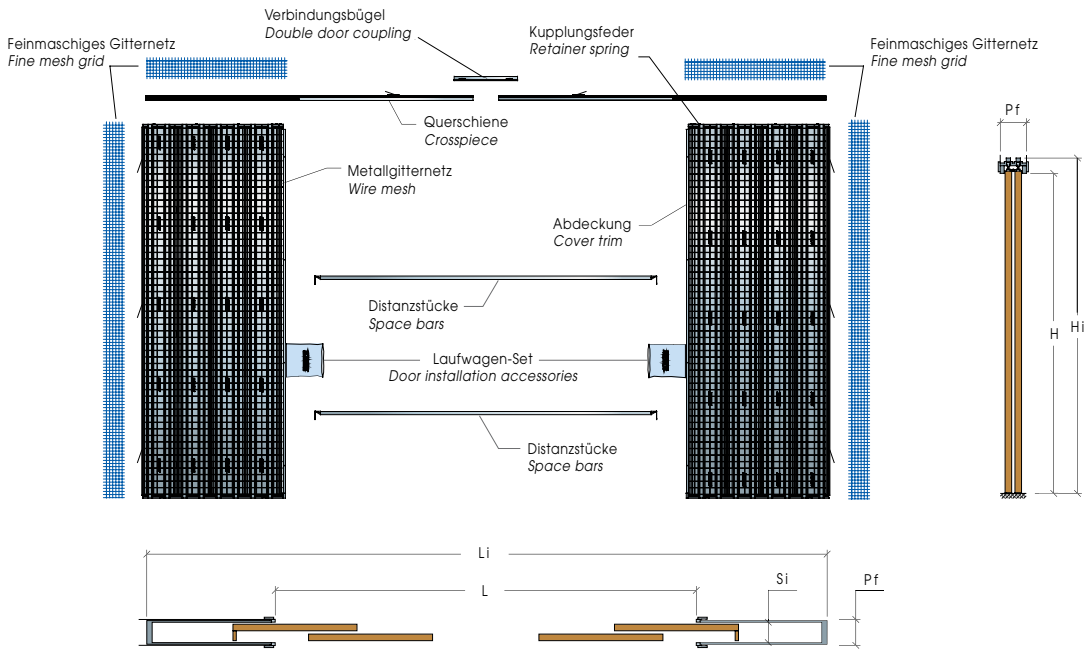 Verbindungsbügel
Double door coupling
Kupplungsfeder
Retainer spring
Feinmaschiges Gitternetz
Fine mesh grid
Feinmaschiges Gitternetz
Fine mesh grid
Pf
Querschiene
Crosspiece
Metallgitternetz
Wire mesh
Abdeckung
Cover trim
Distanzstücke
Space bars
H
Hi
Laufwagen-Set
Door installation accessories
Distanzstücke
Space bars
Li
L
Si
Pf